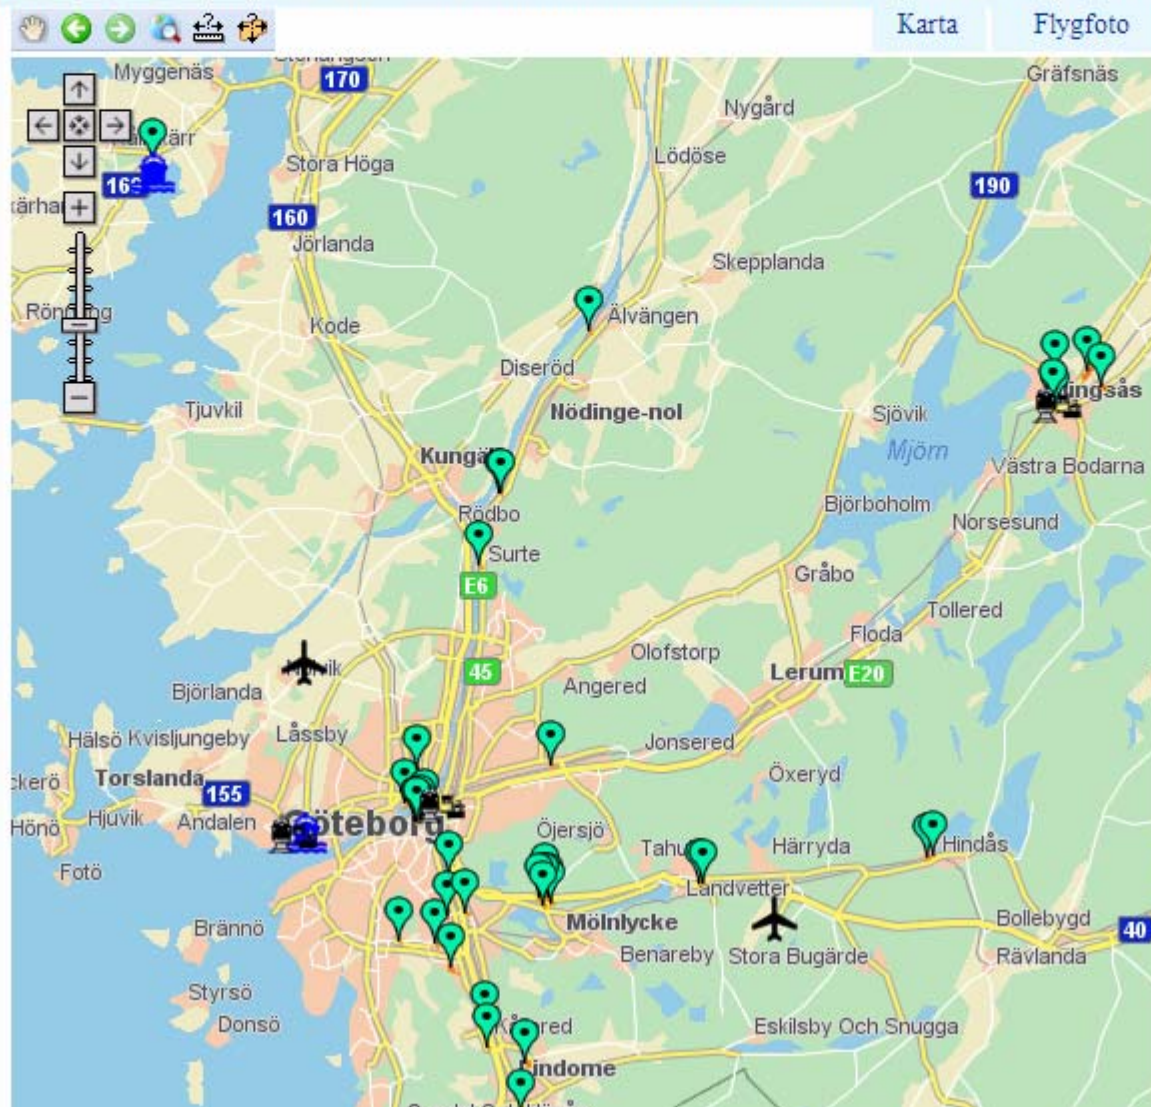 Karta Flygfoto
Myggenäs
170
Gräfsnäs
Nygård
Lödöse
Stora Höga
190
160
Jörlanda
Skepplanda
Älvängen
Kode
Diseröd
Nödinge-nol
Tjuvkil
Sjövik
Mjörn
Västra Bodarna
Rödbo
Björboholm
Norsesund
Surte
E6
Gråbo
Tollered
Floda
Olofstorp
45
Lerum
E20
Angered
Björlanda
Hälsö
Kvisljungeby
Låssby
Jonsered
Torslanda
Öxeryd
155
Hjuvik
Andalen
Göteborg
Hönö
Öjersjö
Härryda
Hindås
Fotö
Landvetter
Brännö
Mölnlycke
Bollebygd
40
Benareby
Stora Bugärde
Rävlanda
Styrsö
Donsö
Eskilsby Och Snugga